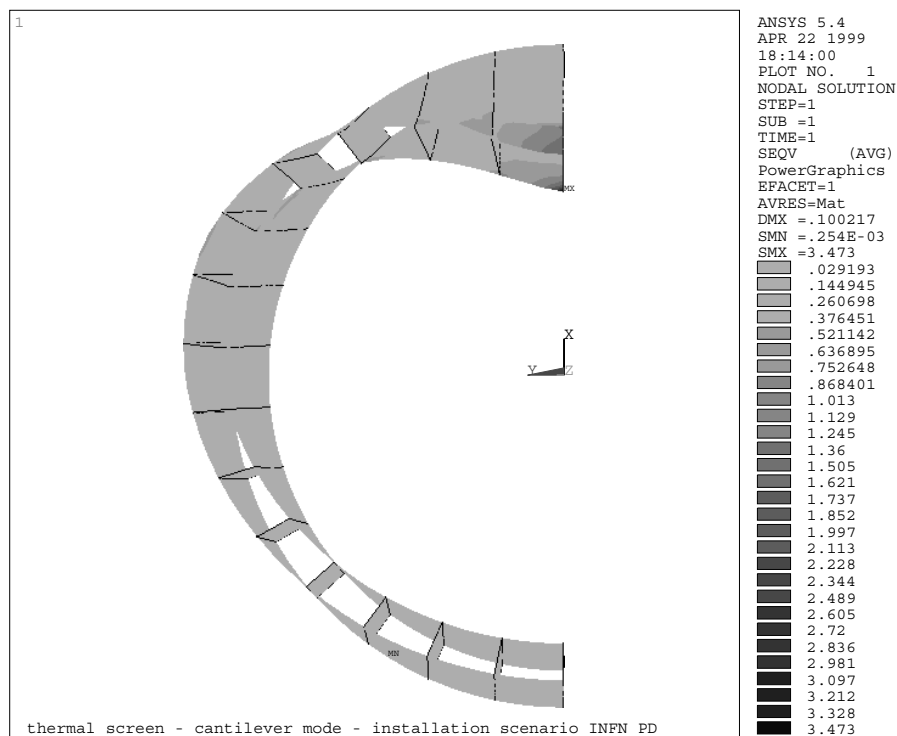 1
ANSYS 5.4
APR 22 1999
18:14:00
PLOT NO. 1
NODAL SOLUTION
STEP=1
SUB =1
TIME=1
SEQV (AVG)
PowerGraphics
EFACET=1
AVRES=Mat
DMX =.100217
SMN =.254E-03
SMX =3.473
.029193
.144945
.260698
.376451
.521142
.636895
.752648
.868401
1.013
1.129
1.245
1.36
1.505
1.621
1.737
1.852
1.997
2.113
2.228
2.344
2.489
2.605
2.72
2.836
2.981
3.097
3.212
3.328
3.473
MX
X
Y
Z
MN
thermal screen - cantilever mode - installation scenario INFN PD